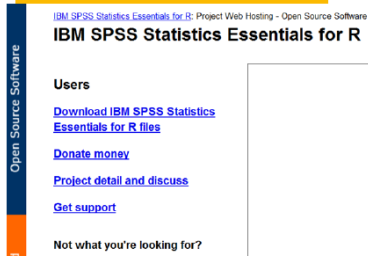 IBM SPSS Statistics Essentials for R: Project Web Hosting - Open Source Software
IBM SPSS Statistics Essentials for R
Open Source Software
Users
Download IBM SPSS Statistics
Essentials for R files
Donate money
Project detail and discuss
Get support
Not what you're looking for?